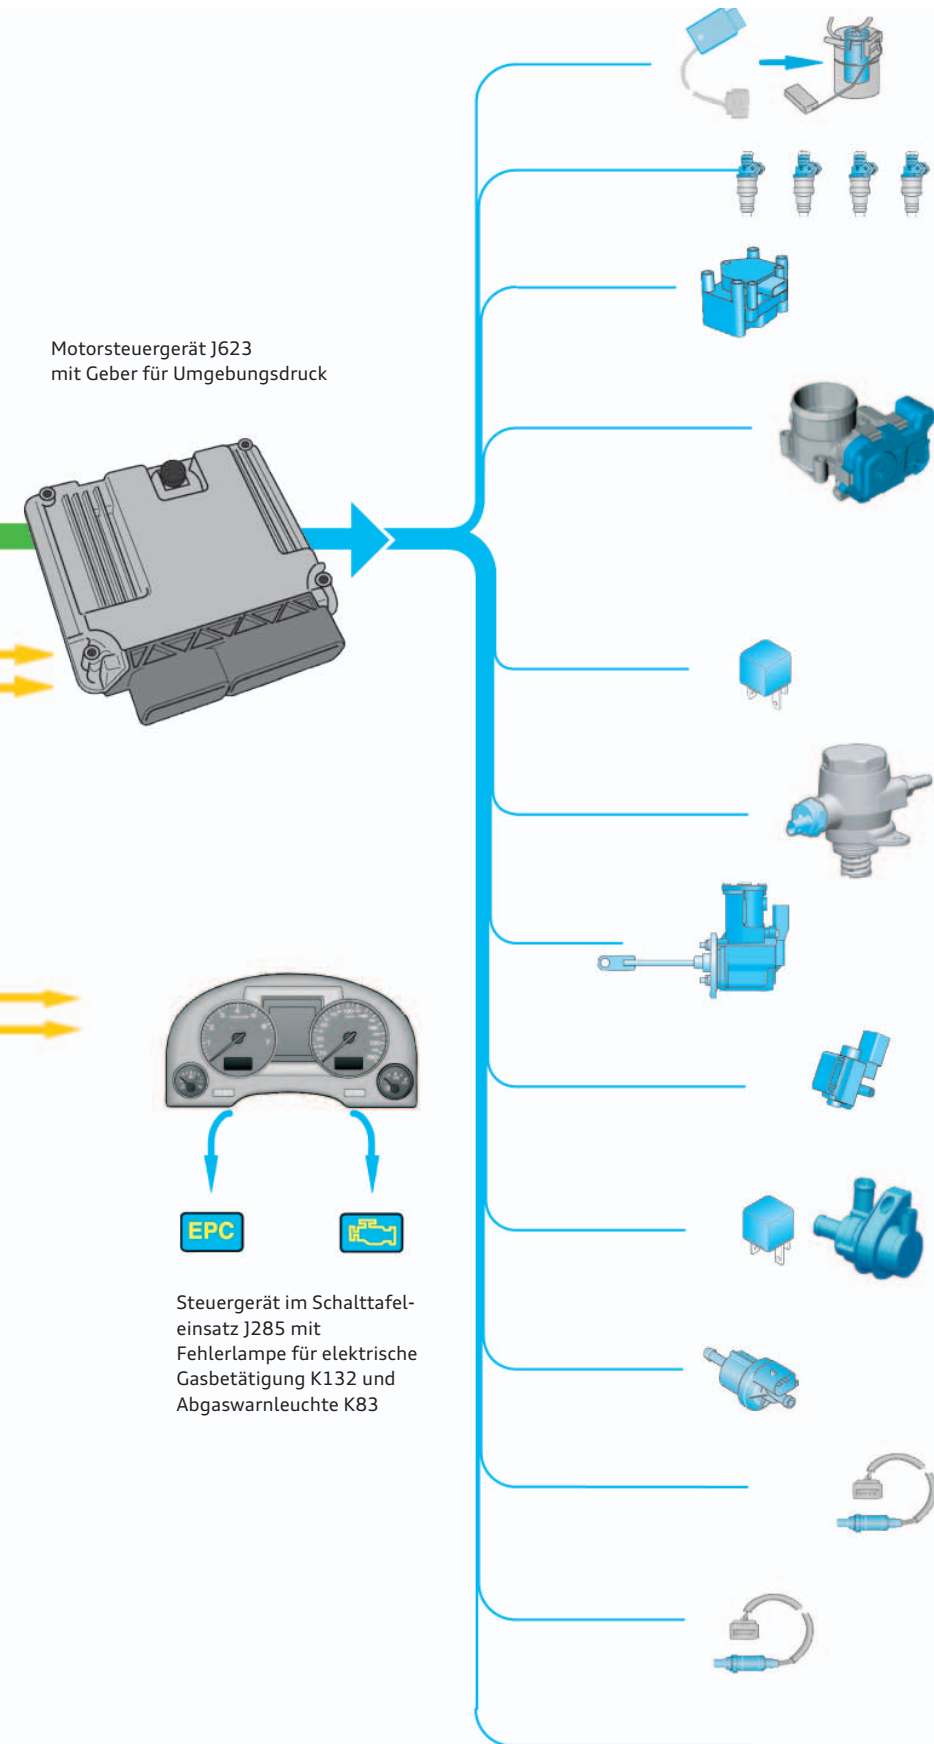 Motorsteuergerät J623
mit Geber für Umgebungsdruck
EPC
Steuergerät im Schalttafel-
einsatz J285 mit
Fehlerlampe für elektrische
Gasbetätigung K132 und
Abgaswarnleuchte K83